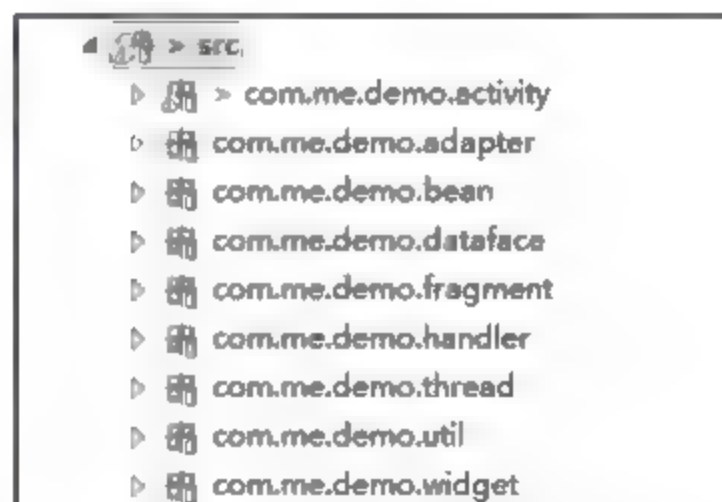 > src
> com.me.demo.activity
com.me.demo.adapter
com.me.demo.bean
com.me.demo.dataface
com.me.demo.fragment
com.me.demo.handler
com.me.demo.thread
com.me.demo.util
com.me.demo.widget